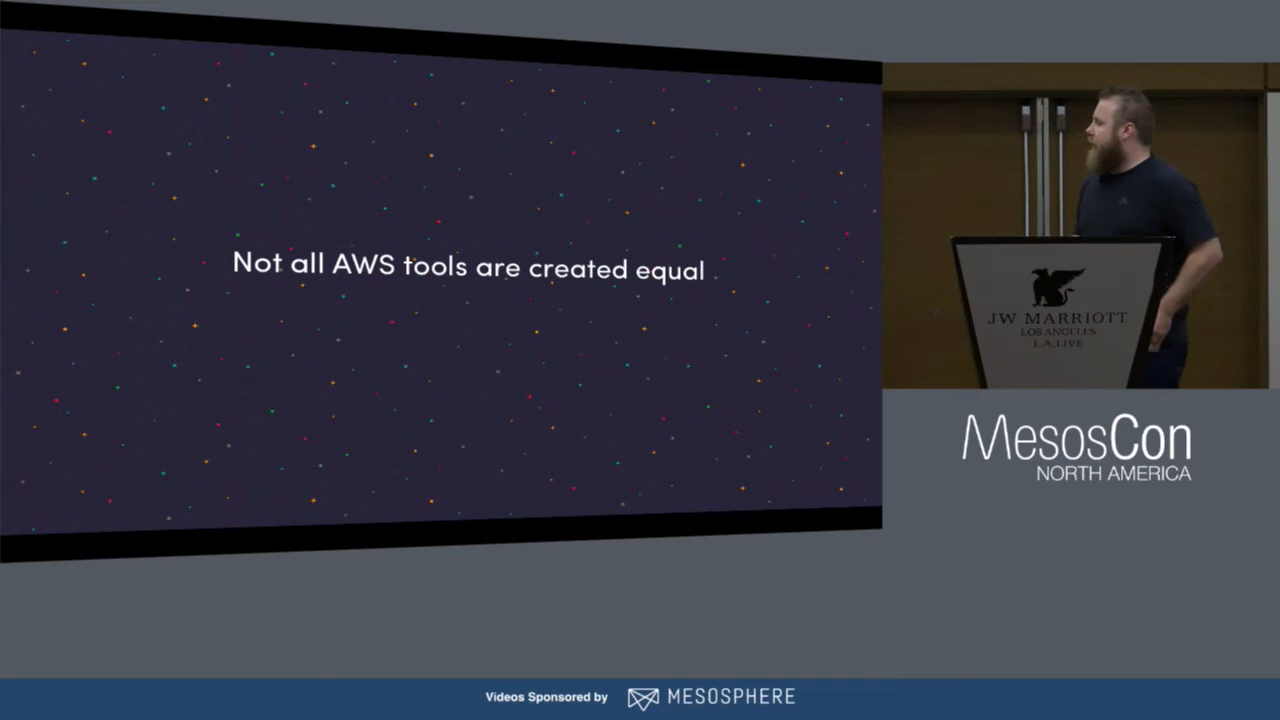 Not all AWS tools are created equal
JW MARRIOTT
LOS ANGELES
L.A. LIVE
MesosCon
NORTH AMERICA
Videos Sponsored by MESOSPHERE